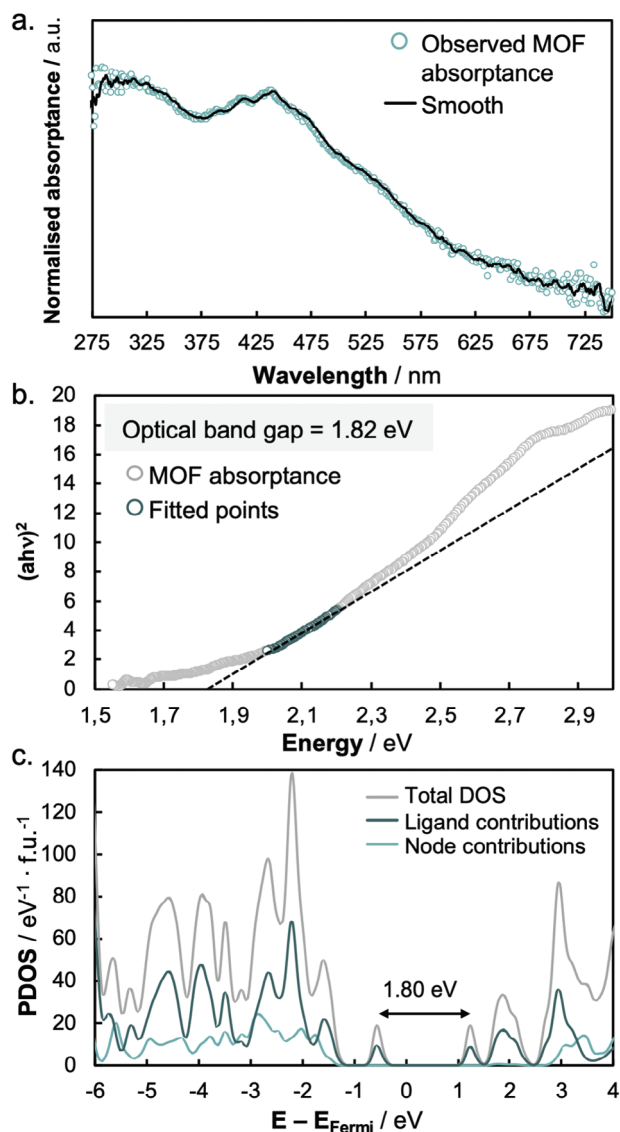 a.
Normalised absorptance / a.u.
Observed MOF
absorptance
Smooth
275 325 375 425 475 525 575 625 675 725
Wavelength / nm
b.
20
18
16
14
12
10
8
6
4
2
0
(ahν)²
Optical band gap = 1.82 eV
MOF absorptance
Fitted points
1,5 1,7 1,9 2,1 2,3 2,5 2,7 2,9
Energy / eV
c.
140
120
100
80
60
40
20
0
PDOS / eV⁻¹ · f.u.⁻¹
Total DOS
Ligand contributions
Node contributions
1.80 eV
-6 -5 -4 -3 -2 -1 0 1 2 3 4
E – EFermi / eV